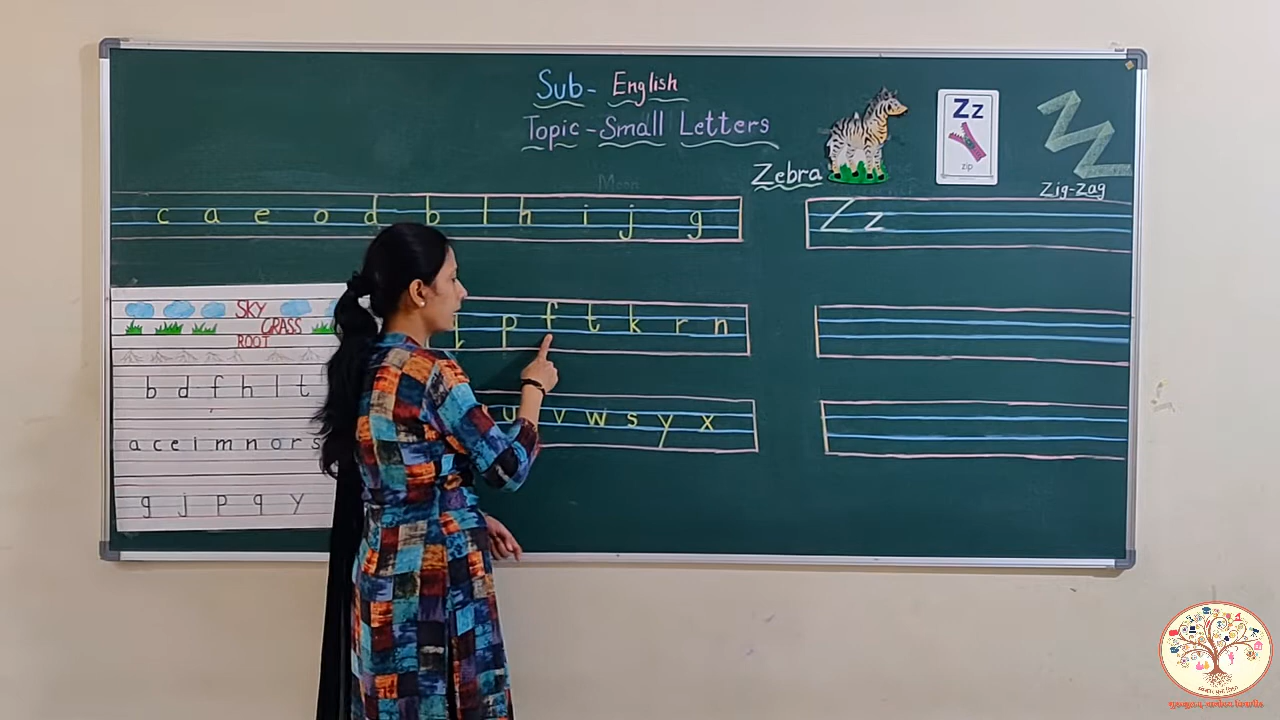 Sub- English
Topic-Small Letters
Zz
zip
Zebra
Zig-Zag
c a e o d b l h i j g
Z z
SKY
GRASS
ROOT
q p f t k r n
b d f h l t
u v w s y x
a c e i m n o r s
g j p q y